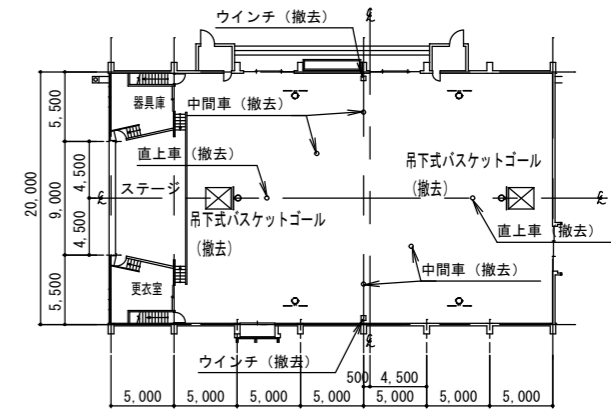 ウインチ（撤去）
℄
器具庫
中間車（撤去）
直上車（撤去）
吊下式バスケットゴール
（撤去）
ステージ
℄
℄
吊下式バスケットゴール
（撤去）
直上車（撤去）
中間車（撤去）
更衣室
ウインチ（撤去）
℄
20,000
5,500
9,000
5,500
4,500
4,500
500
4,500
5,000
5,000
5,000
5,000
5,000
5,000
5,000